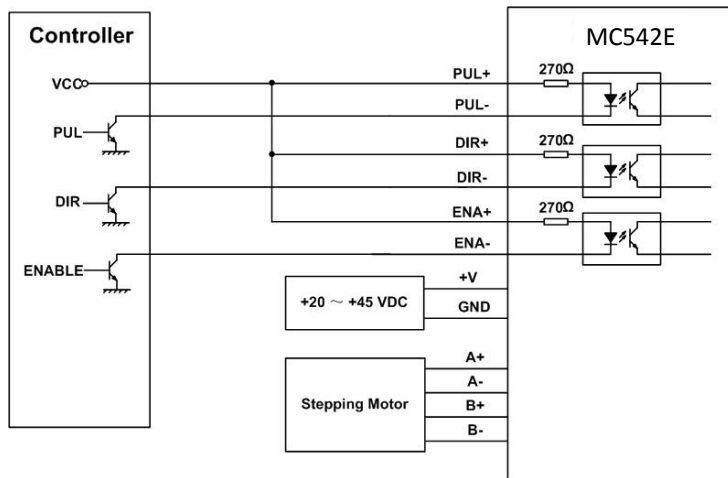 Controller
MC542E
VCC
PUL
DIR
ENABLE
PUL+
PUL-
DIR+
DIR-
ENA+
ENA-
270Ω
270Ω
270Ω
+20 ～ +45 VDC
+V
GND
Stepping Motor
A+
A-
B+
B-